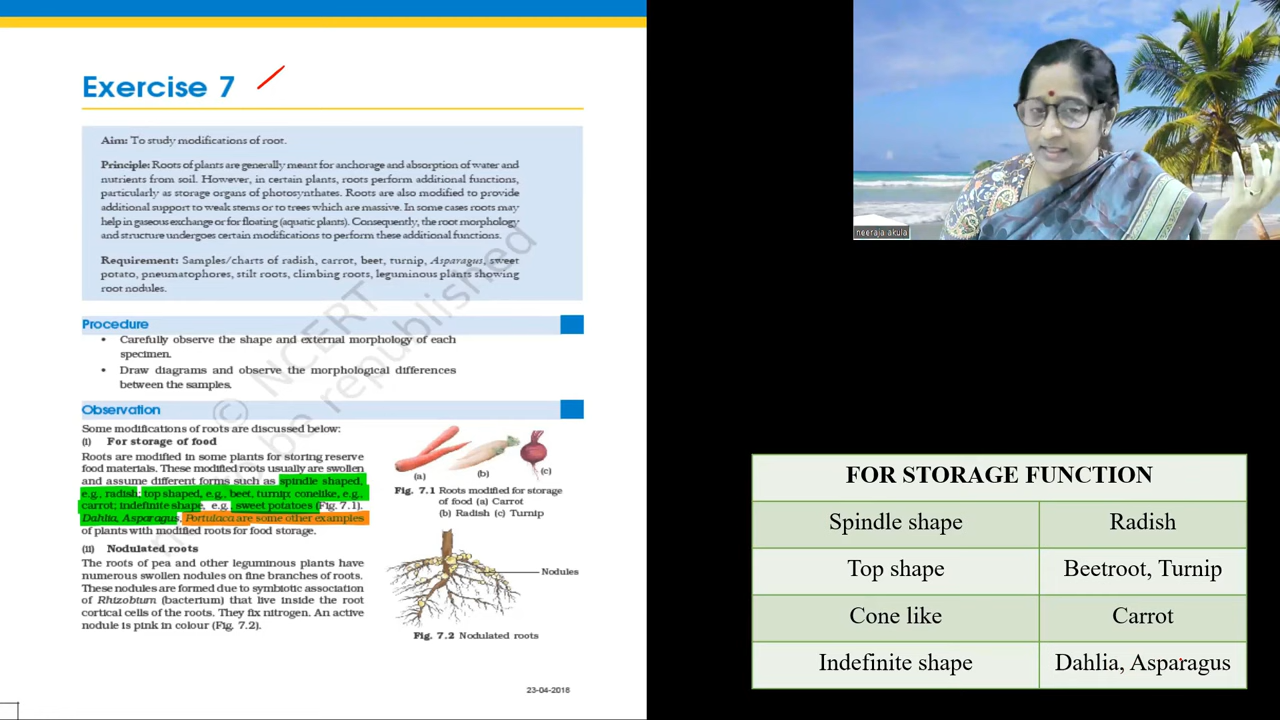 Exercise 7
Aim: To study modifications of root.
Principle: Roots of plants are generally meant for anchorage and absorption of water and
nutrients from soil. However, in certain plants, roots perform additional functions,
particularly as storage organs of photosynthates. Roots are also modified to provide
additional support to weak stems or to trees which are massive. In some cases roots may
help in gaseous exchange or for floating (aquatic plants). Consequently, the root morphology
and structure undergoes certain modifications to perform these additional functions.
Requirement: Samples/charts of radish, carrot, beet, turnip, Asparagus, sweet
potato, pneumatophores, stilt roots, climbing roots, leguminous plants showing
root nodules.
Procedure
• Carefully observe the shape and external morphology of each
specimen.
• Draw diagrams and observe the morphological differences
between the samples.
Observation
Some modifications of roots are discussed below:
(i) For storage of food
Roots are modified in some plants for storing reserve
food materials. These modified roots usually are swollen
and assume different forms such as spindle shaped,
e.g., radish; top shaped, e.g., beet, turnip; conelike, e.g.,
carrot; indefinite shape, e.g., sweet potatoes (Fig. 7.1).
Dahlia, Asparagus, Portulaca are some other examples
of plants with modified roots for food storage.
(ii) Nodulated roots
The roots of pea and other leguminous plants have
numerous swollen nodules on fine branches of roots.
These nodules are formed due to symbiotic association
of Rhizobium (bacterium) that live inside the root
cortical cells of the roots. They fix nitrogen. An active
nodule is pink in colour (Fig. 7.2).
(a) (b) (c)
Fig. 7.1 Roots modified for storage
of food (a) Carrot
(b) Radish (c) Turnip
Nodules
Fig. 7.2 Nodulated roots
23-04-2018
© NCERT
be republished
neeraja akula
FOR STORAGE FUNCTION
Spindle shape Radish
Top shape Beetroot, Turnip
Cone like Carrot
Indefinite shape Dahlia, Asparagus